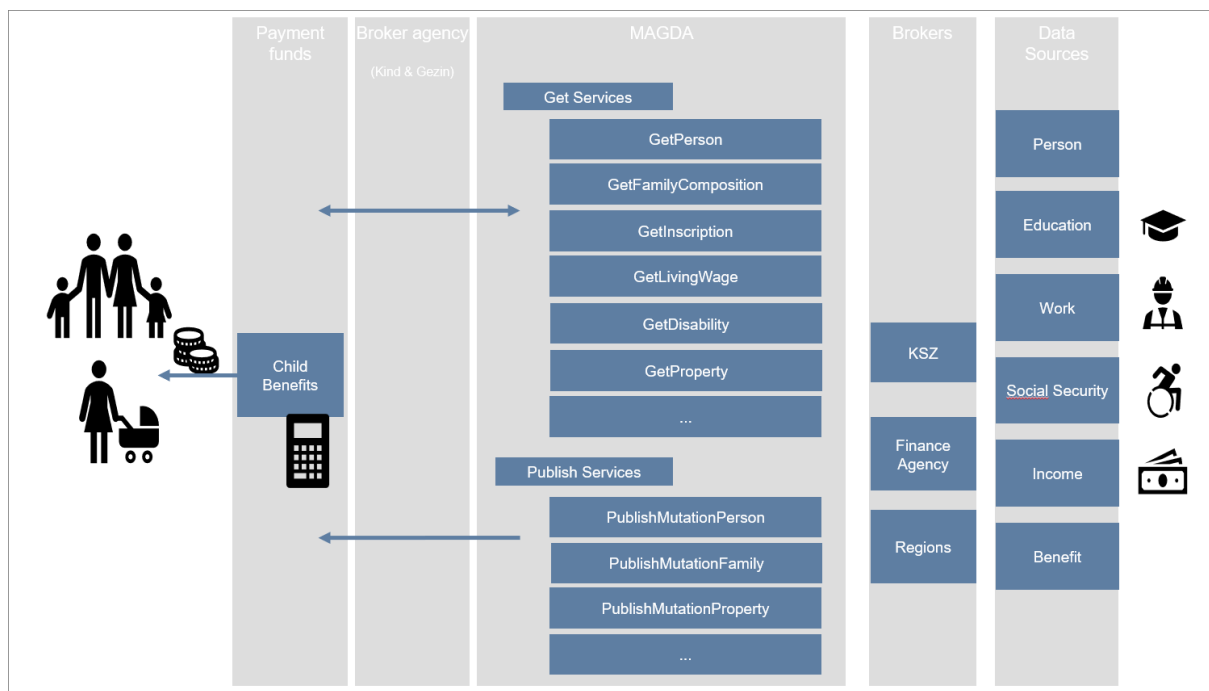 Payment
funds
Broker agency
(Kind & Gezin)
MAGDA
Brokers
Data
Sources
Get Services
GetPerson
GetFamilyComposition
GetInscription
GetLivingWage
GetDisability
GetProperty
...
Publish Services
PublishMutationPerson
PublishMutationFamily
PublishMutationProperty
...
Child
Benefits
KSZ
Finance
Agency
Regions
Person
Education
Work
Social Security
Income
Benefit